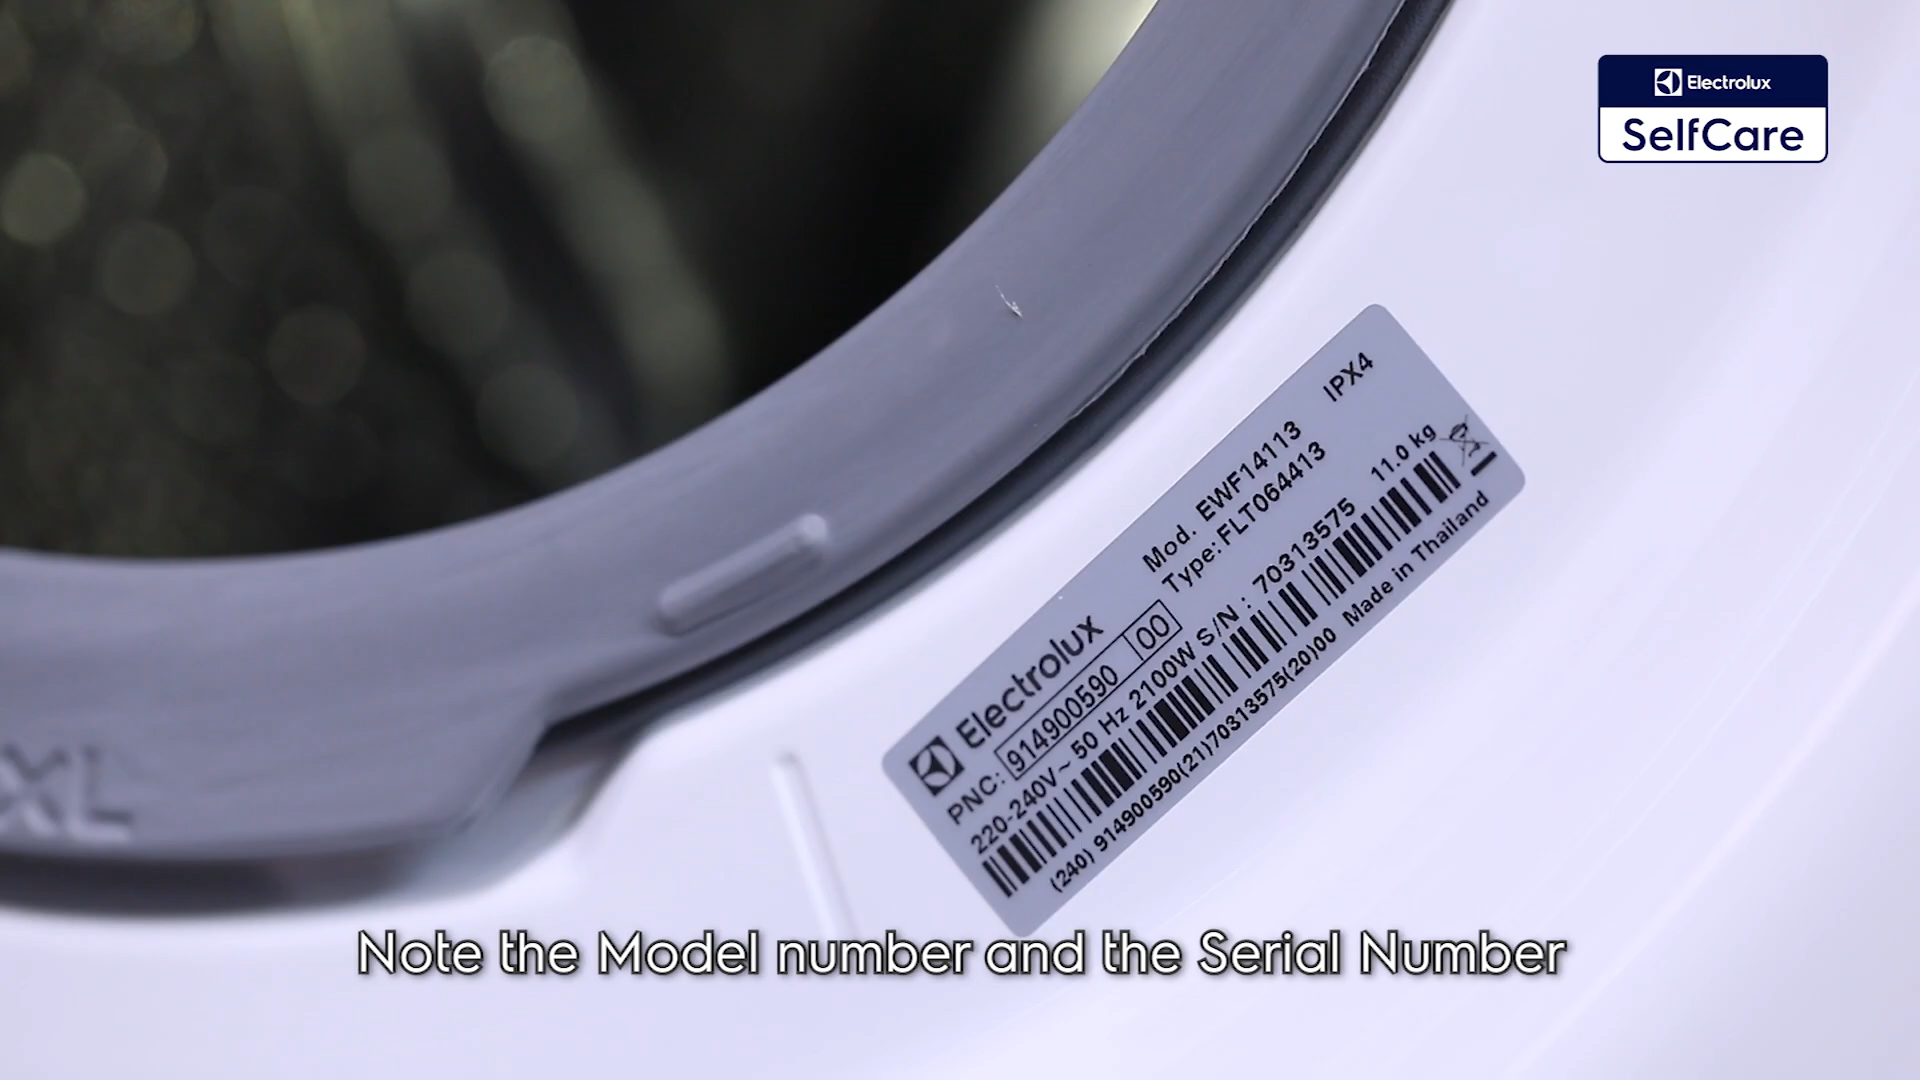 Electrolux
SelfCare
IPX4
Mod. EWF14113
Type:FLT064413
Electrolux
PNC: 914900590 00
11.0 kg
220-240V~ 50 Hz 2100W S/N : 70313575
(240) 914900590(21)70313575(20)00 Made in Thailand
XL
Note the Model number and the Serial Number